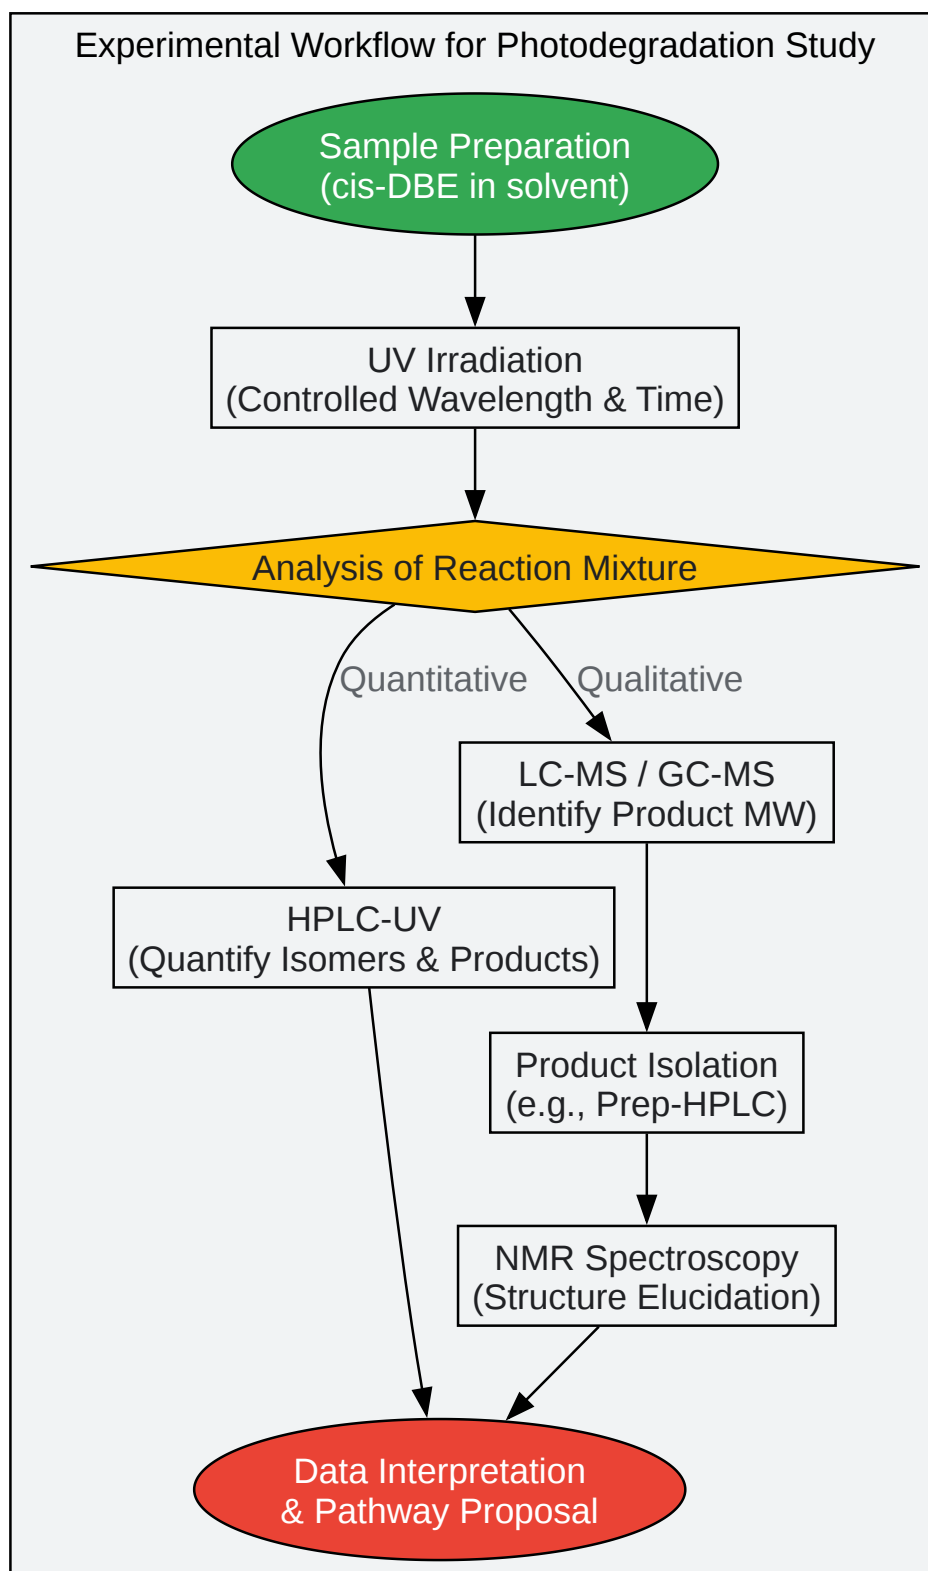 Experimental Workflow for Photodegradation Study
Sample Preparation
(cis-DBE in solvent)
UV Irradiation
(Controlled Wavelength & Time)
Analysis of Reaction Mixture
Quantitative
Qualitative
LC-MS / GC-MS
(Identify Product MW)
HPLC-UV
(Quantify Isomers & Products)
Product Isolation
(e.g., Prep-HPLC)
NMR Spectroscopy
(Structure Elucidation)
Data Interpretation
& Pathway Proposal